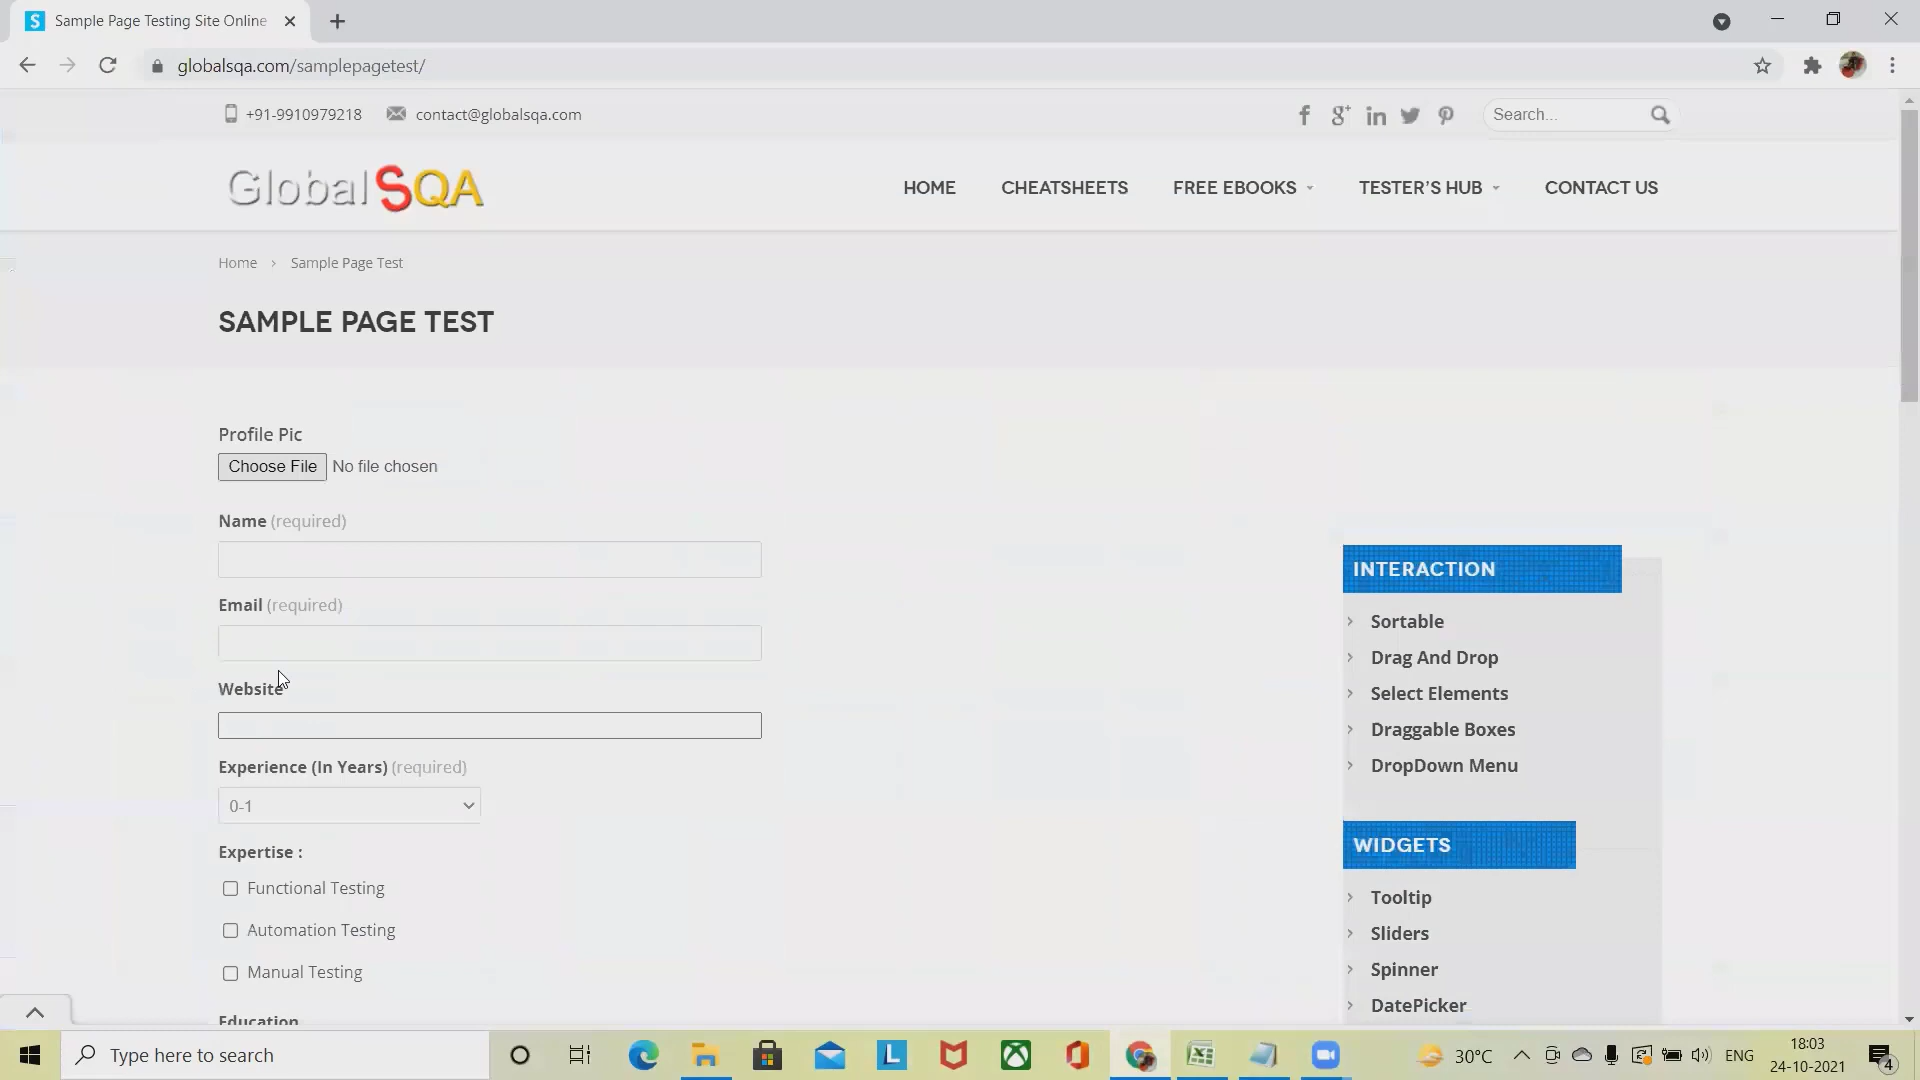 Sample Page Testing Site Online
globalsqa.com/samplepagetest/
+91-9910979218 contact@globalsqa.com
Search...
GlobalSQA
HOME CHEATSHEETS FREE EBOOKS TESTER'S HUB CONTACT US
Home › Sample Page Test
SAMPLE PAGE TEST
Profile Pic
Choose File No file chosen
Name (required)
Email (required)
Website
Experience (In Years) (required)
0-1
Expertise :
Functional Testing
Automation Testing
Manual Testing
Education
INTERACTION
Sortable
Drag And Drop
Select Elements
Draggable Boxes
DropDown Menu
WIDGETS
Tooltip
Sliders
Spinner
DatePicker
Type here to search
30°C
ENG
18:03
24-10-2021
4